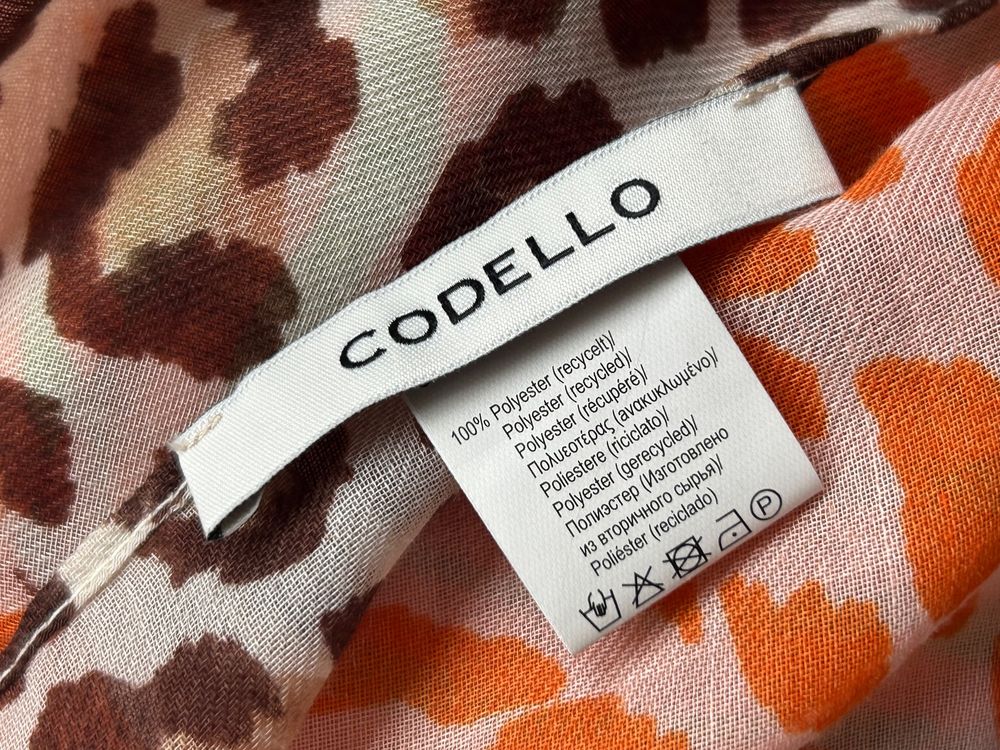 CODELLO
100% Polyester (recycelt)/
Polyester (recycled)/
Polyester (récupéré)/
Πολυεστέρας (ανακυκλωμένο)/
Poliestere (riciclato)/
Polyester (gerecycled)/
Полиэстер (Изготовлено
из вторичного сырья)/
Poliéster (reciclado)
P